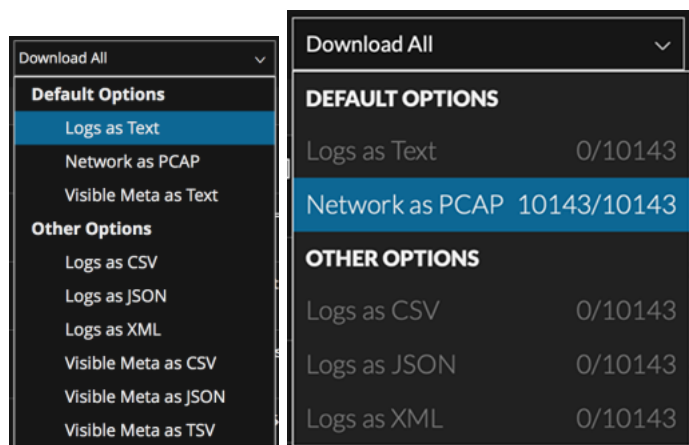 Download All
Default Options
Logs as Text
Network as PCAP
Visible Meta as Text
Other Options
Logs as CSV
Logs as JSON
Logs as XML
Visible Meta as CSV
Visible Meta as JSON
Visible Meta as TSV
Download All
DEFAULT OPTIONS
Logs as Text 0/10143
Network as PCAP 10143/10143
OTHER OPTIONS
Logs as CSV 0/10143
Logs as JSON 0/10143
Logs as XML 0/10143